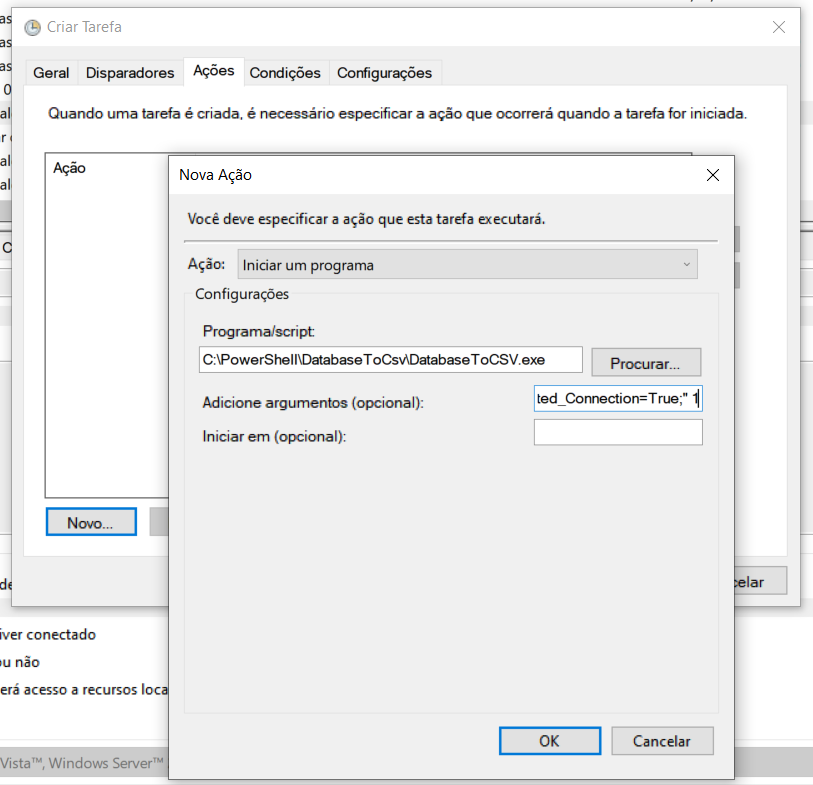 Criar Tarefa
Geral
Disparadores
Ações
Condições
Configurações
Quando uma tarefa é criada, é necessário especificar a ação que ocorrerá quando a tarefa for iniciada.
Ação
Nova Ação
Você deve especificar a ação que esta tarefa executará.
Ação:
Iniciar um programa
Configurações
Programa/script:
C:\PowerShell\DatabaseToCsv\DatabaseToCSV.exe
Procurar...
Adicione argumentos (opcional):
ted_Connection=True;" 1
Iniciar em (opcional):
Novo...
elar
iver conectado
ou não
erá acesso a recursos loca
OK
Cancelar
Vista™, Windows Server™